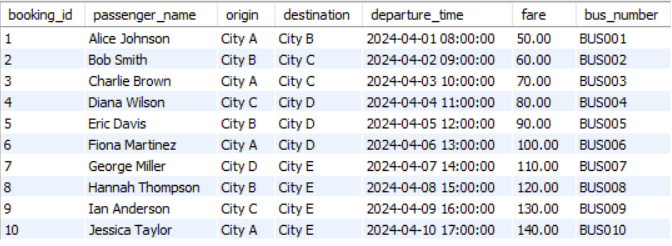 booking_id passenger_name origin destination departure_time fare bus_number
1 Alice Johnson City A City B 2024-04-01 08:00:00 50.00 BUS001
2 Bob Smith City B City C 2024-04-02 09:00:00 60.00 BUS002
3 Charlie Brown City A City C 2024-04-03 10:00:00 70.00 BUS003
4 Diana Wilson City C City D 2024-04-04 11:00:00 80.00 BUS004
5 Eric Davis City B City D 2024-04-05 12:00:00 90.00 BUS005
6 Fiona Martinez City A City D 2024-04-06 13:00:00 100.00 BUS006
7 George Miller City D City E 2024-04-07 14:00:00 110.00 BUS007
8 Hannah Thompson City B City E 2024-04-08 15:00:00 120.00 BUS008
9 Ian Anderson City C City E 2024-04-09 16:00:00 130.00 BUS009
10 Jessica Taylor City A City E 2024-04-10 17:00:00 140.00 BUS010